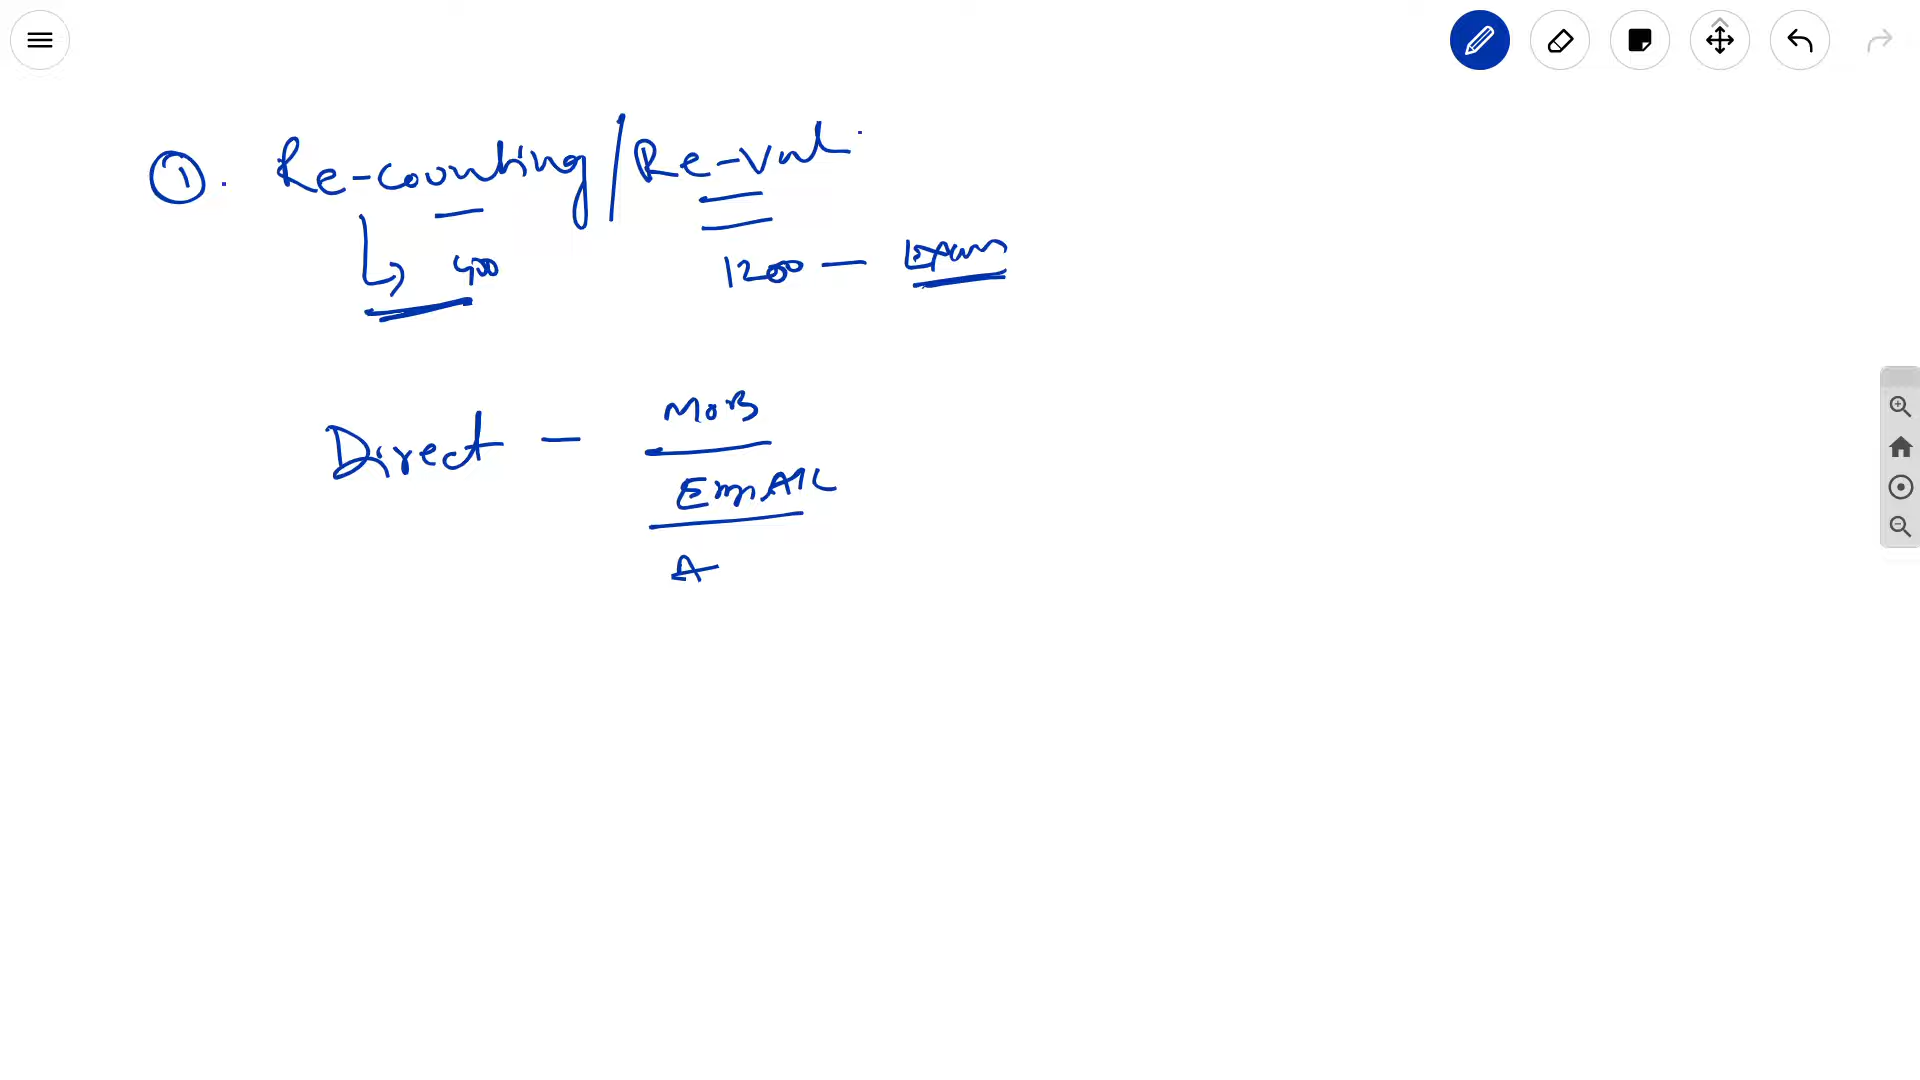 ①. Re-counting/Re-val.
400 1200 — Exam
Direct — MOB
EmAIL
A